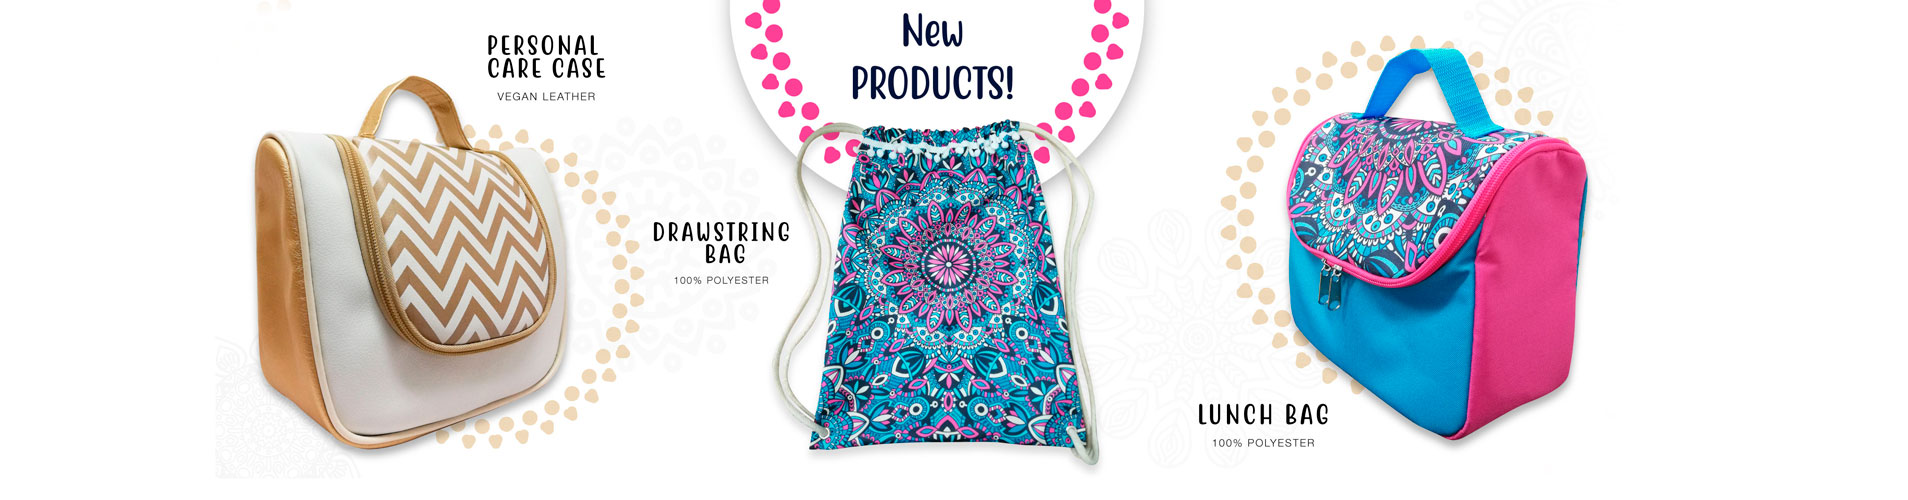 PERSONAL
CARE CASE
VEGAN LEATHER
New
PRODUCTS!
DRAWSTRING
BAG
100% POLYESTER
LUNCH BAG
100% POLYESTER